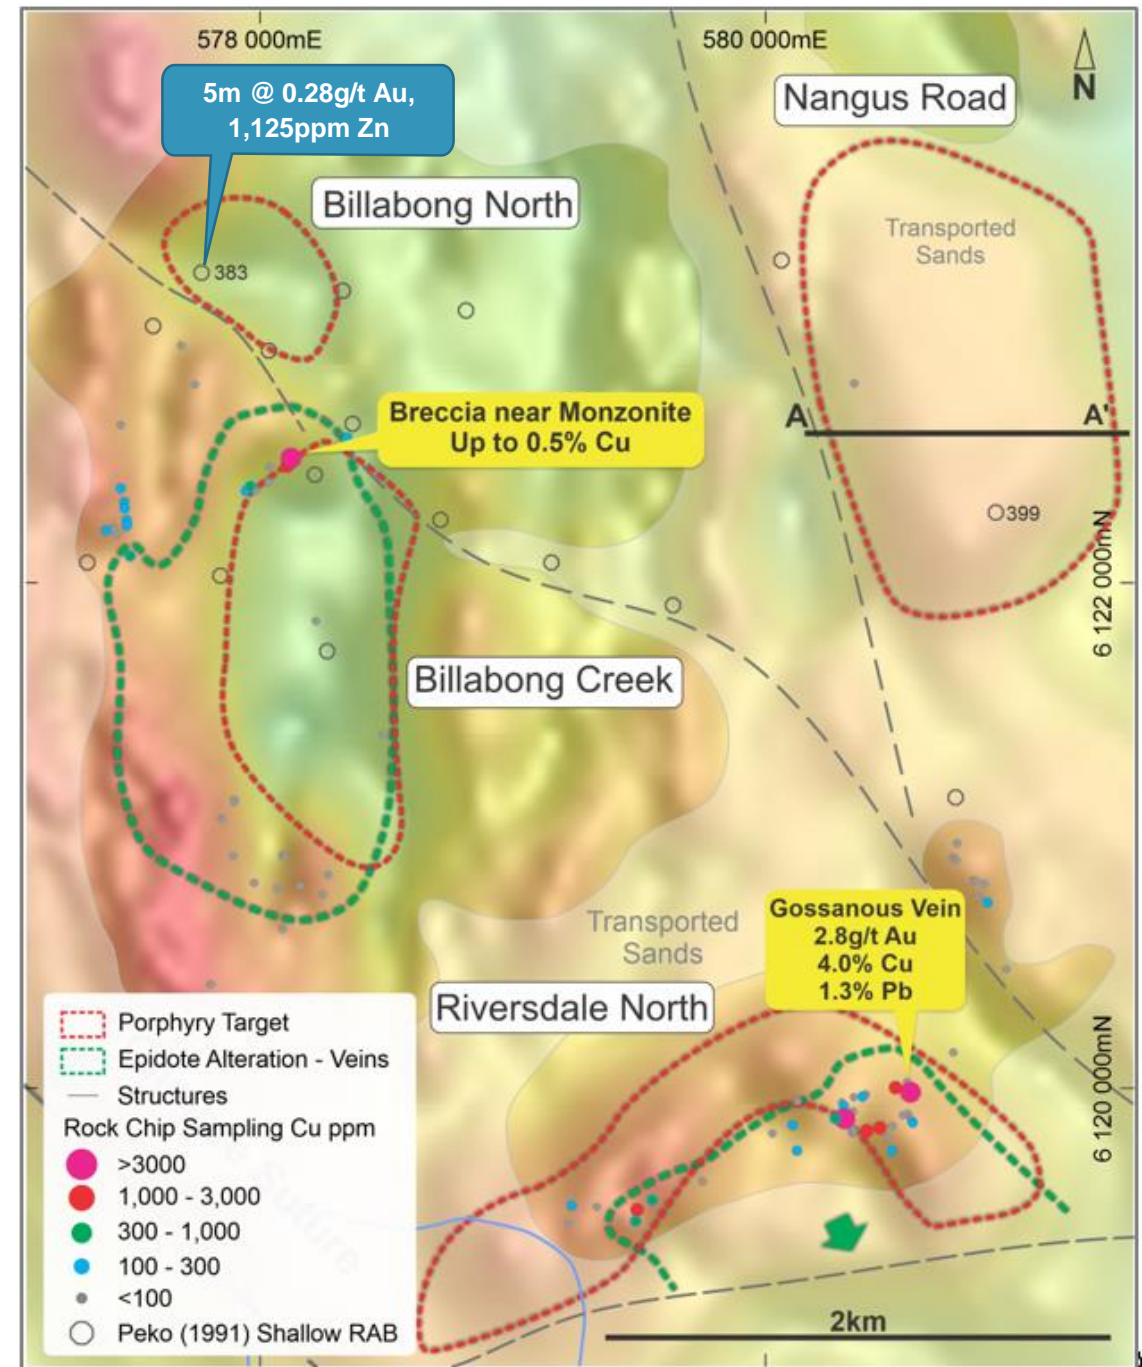 578 000mE
580 000mE
N
5m @ 0.28g/t Au,
1,125ppm Zn
Nangus Road
Billabong North
Transported
Sands
383
Breccia near Monzonite
Up to 0.5% Cu
A
A'
399
6 122 000mN
Billabong Creek
Transported
Sands
Gossanous Vein
2.8g/t Au
4.0% Cu
1.3% Pb
Riversdale North
6 120 000mN
Porphyry Target
Epidote Alteration - Veins
Structures
Rock Chip Sampling Cu ppm
>3000
1,000 - 3,000
300 - 1,000
100 - 300
<100
Peko (1991) Shallow RAB
Suture
2km